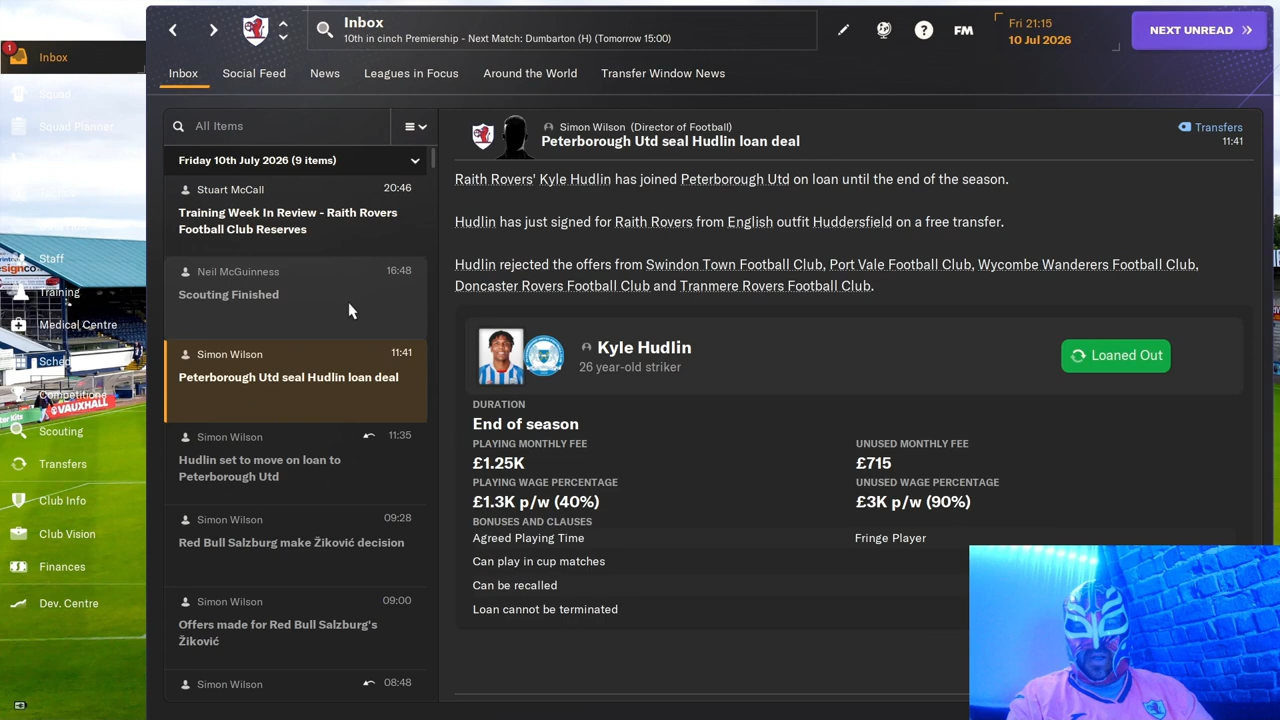 Inbox
10th in cinch Premiership - Next Match: Dumbarton (H) (Tomorrow 15:00)
FM
Fri 21:15
10 Jul 2026
NEXT UNREAD
1
Inbox
Squad
Squad Planner
Staff
Training
Medical Centre
Sched
Competitions
Scouting
Transfers
Club Info
Club Vision
Finances
Dev. Centre
VAUXHALL
Inbox
Social Feed
News
Leagues in Focus
Around the World
Transfer Window News
All Items
Friday 10th July 2026 (9 items)
Stuart McCall
20:46
Training Week In Review - Raith Rovers
Football Club Reserves
Neil McGuinness
16:48
Scouting Finished
Simon Wilson
11:41
Peterborough Utd seal Hudlin loan deal
Simon Wilson
11:35
Hudlin set to move on loan to
Peterborough Utd
Simon Wilson
09:28
Red Bull Salzburg make Žiković decision
Simon Wilson
09:00
Offers made for Red Bull Salzburg's
Žiković
Simon Wilson
08:48
Simon Wilson (Director of Football)
Peterborough Utd seal Hudlin loan deal
Transfers
11:41
Raith Rovers' Kyle Hudlin has joined Peterborough Utd on loan until the end of the season.
Hudlin has just signed for Raith Rovers from English outfit Huddersfield on a free transfer.
Hudlin rejected the offers from Swindon Town Football Club, Port Vale Football Club, Wycombe Wanderers Football Club,
Doncaster Rovers Football Club and Tranmere Rovers Football Club.
Kyle Hudlin
26 year-old striker
Loaned Out
DURATION
End of season
PLAYING MONTHLY FEE
£1.25K
UNUSED MONTHLY FEE
£715
PLAYING WAGE PERCENTAGE
£1.3K p/w (40%)
UNUSED WAGE PERCENTAGE
£3K p/w (90%)
BONUSES AND CLAUSES
Agreed Playing Time
Fringe Player
Can play in cup matches
Can be recalled
Loan cannot be terminated